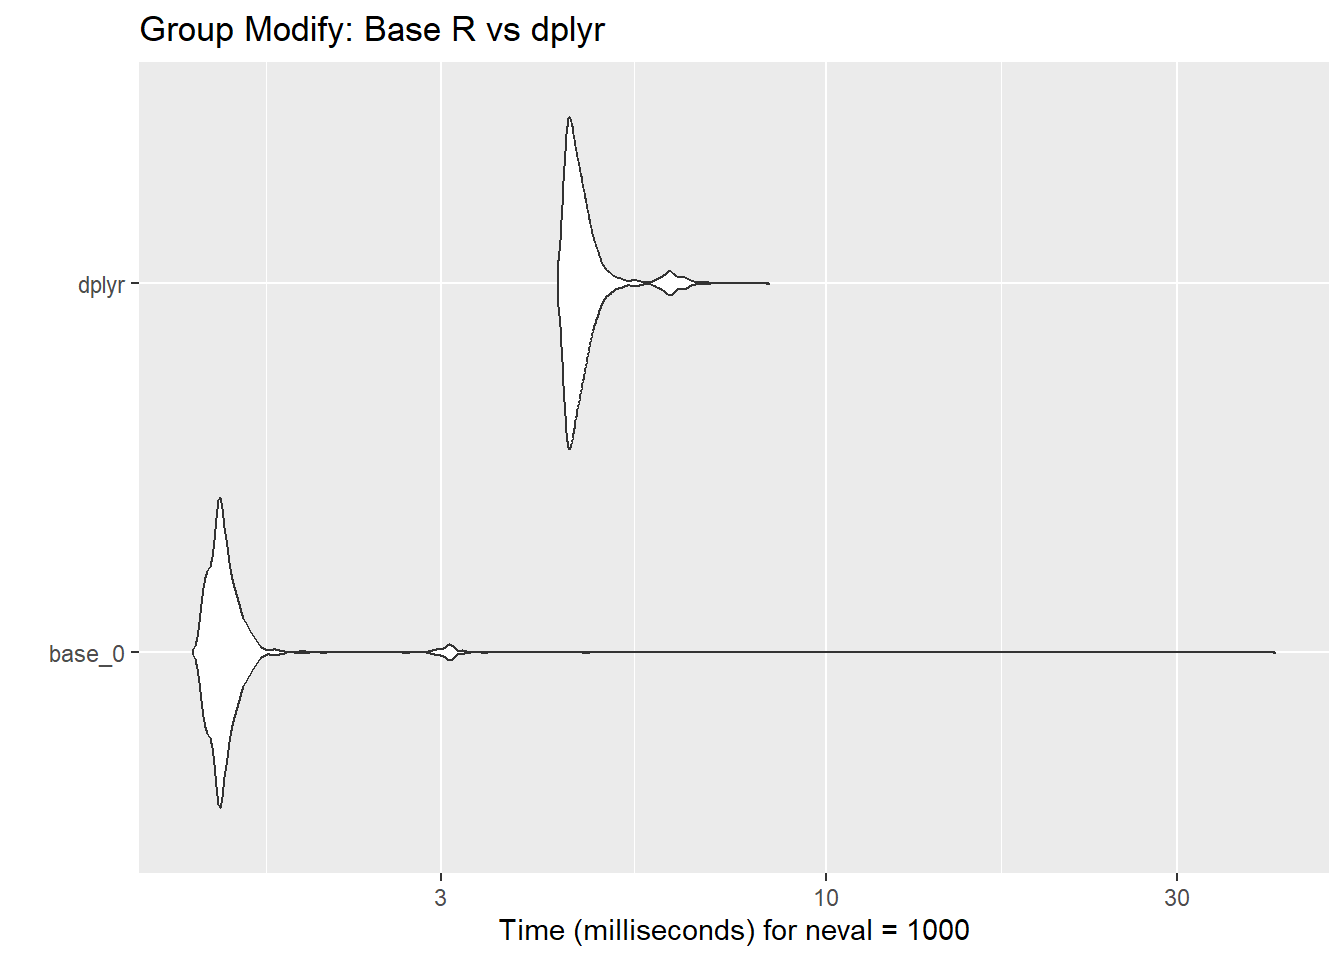 Group Modify: Base R vs dplyr
dplyr
base_0
3
10
30
Time (milliseconds) for neval = 1000